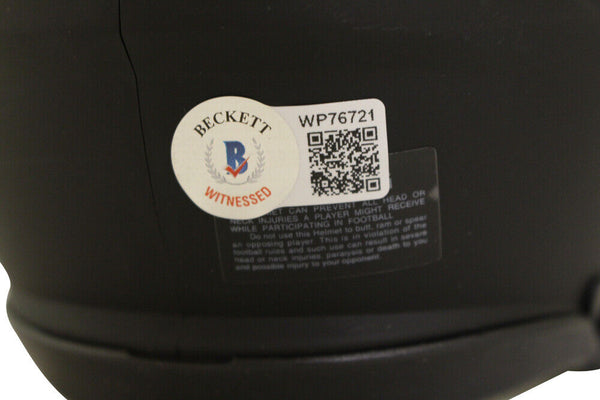 BECKETT
B
WITNESSED
WP76721
CAN PREVENT ALL HEAD OR
NECK INJURIES A PLAYER MIGHT RECEIVE
WHILE PARTICIPATING IN FOOTBALL.
Do not use this Helmet to butt, ram or spear
an opposing player. This is in violation of the
football rules and such use can result in severe
head or neck injuries, paralysis or death to you
and possible injury to your opponent.